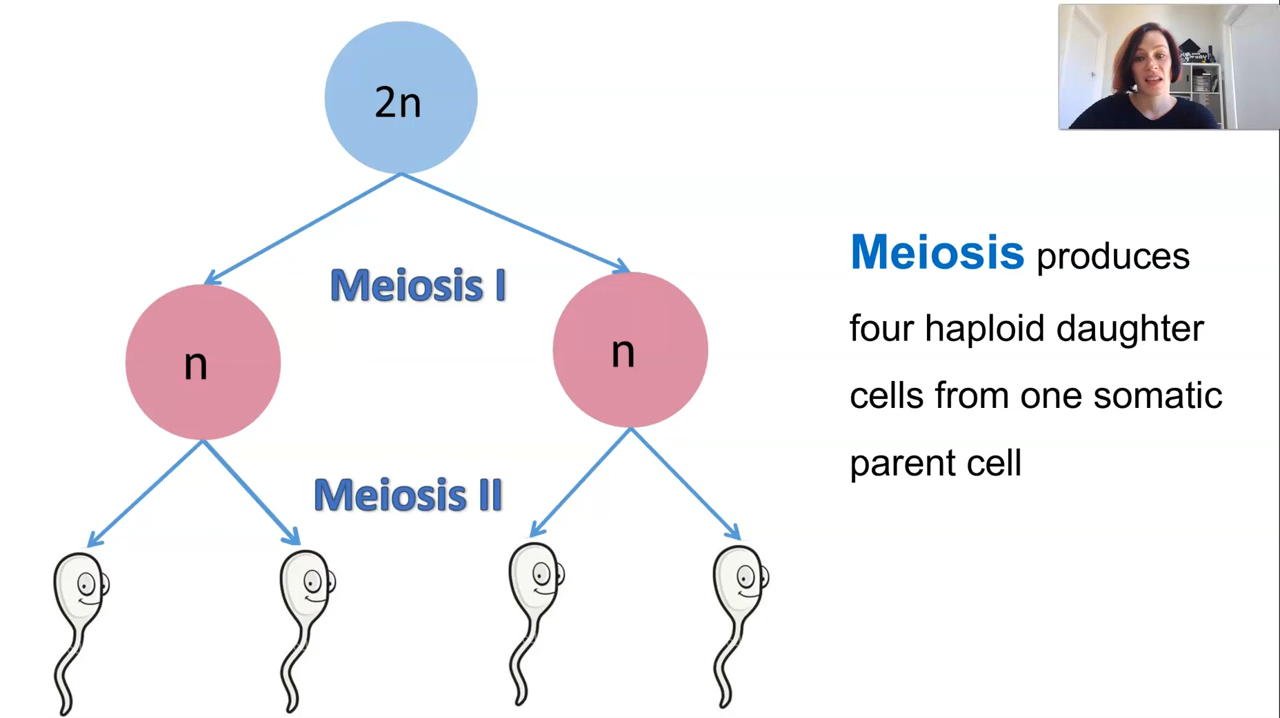 2n
Meiosis I
n
n
Meiosis II
Meiosis produces
four haploid daughter
cells from one somatic
parent cell